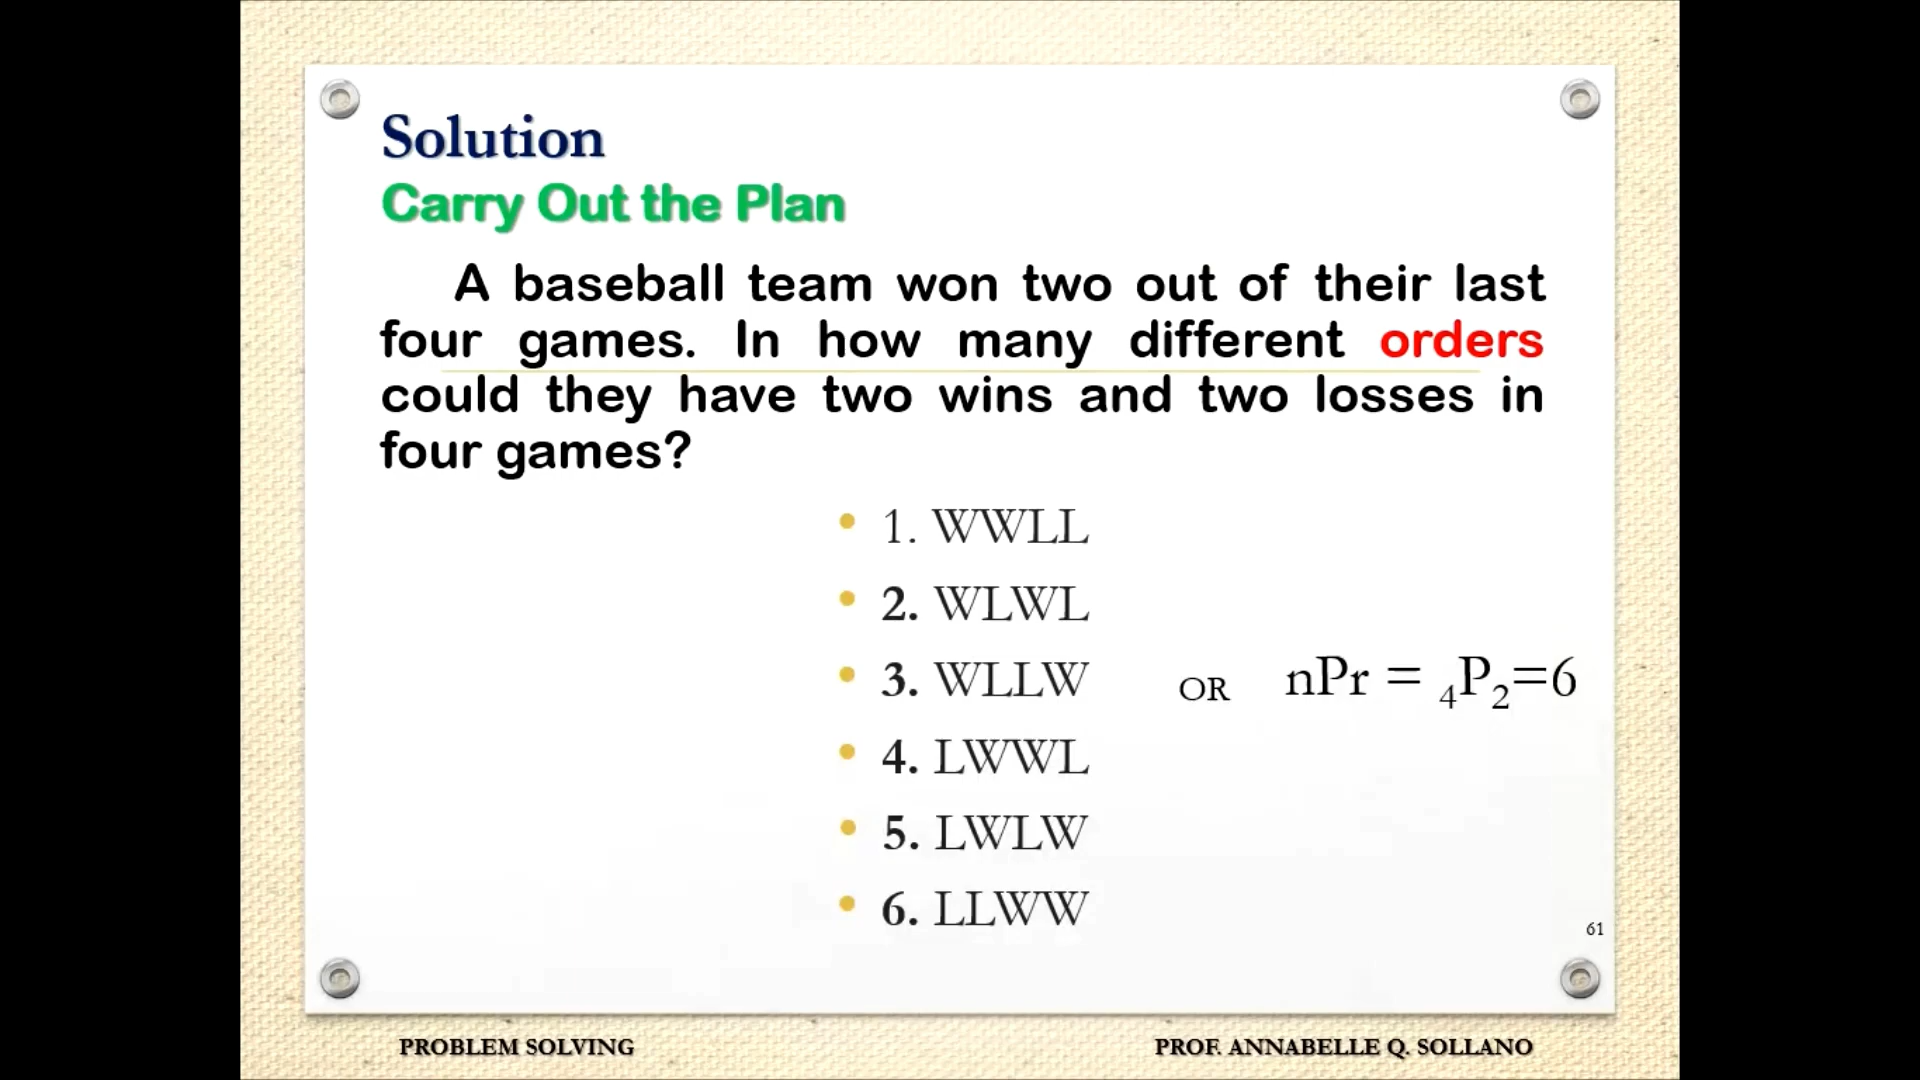 Solution
Carry Out the Plan
A baseball team won two out of their last
four games. In how many different orders
could they have two wins and two losses in
four games?
• 1. WWLL
• 2. WLWL
• 3. WLLW
OR nPr = ₄P₂=6
• 4. LWWL
• 5. LWLW
• 6. LLWW
61
PROBLEM SOLVING
PROF. ANNABELLE Q. SOLLANO